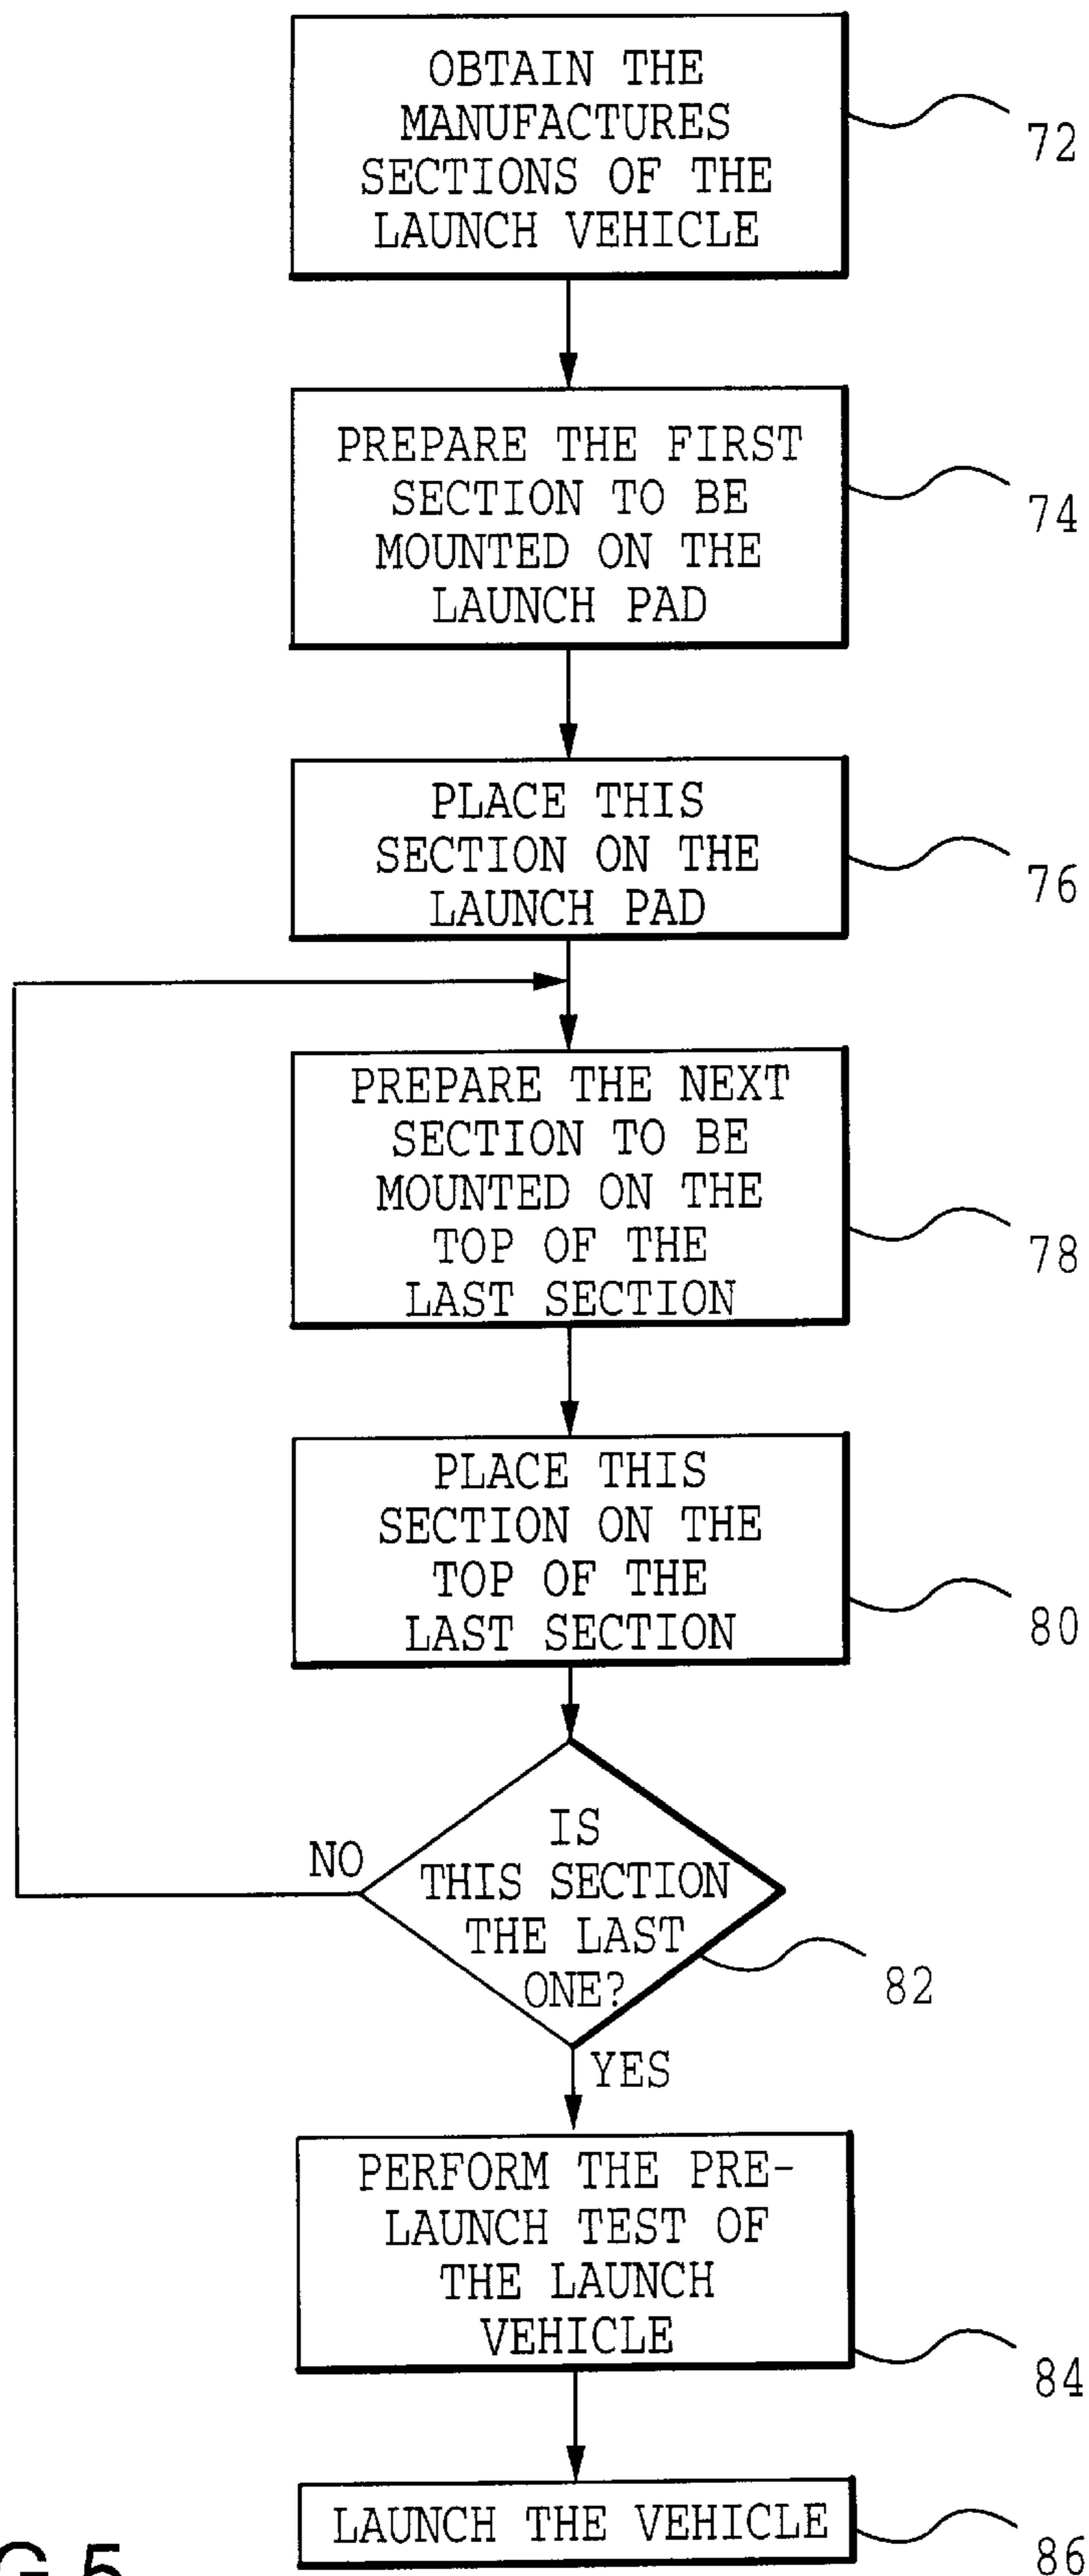 OBTAIN THE
MANUFACTURES
SECTIONS OF THE
LAUNCH VEHICLE
72
PREPARE THE FIRST
SECTION TO BE
MOUNTED ON THE
LAUNCH PAD
74
PLACE THIS
SECTION ON THE
LAUNCH PAD
76
PREPARE THE NEXT
SECTION TO BE
MOUNTED ON THE
TOP OF THE
LAST SECTION
78
PLACE THIS
SECTION ON THE
TOP OF THE
LAST SECTION
80
NO
IS
THIS SECTION
THE LAST
ONE?
82
YES
PERFORM THE PRE-
LAUNCH TEST OF
THE LAUNCH
VEHICLE
84
LAUNCH THE VEHICLE
86
G.5